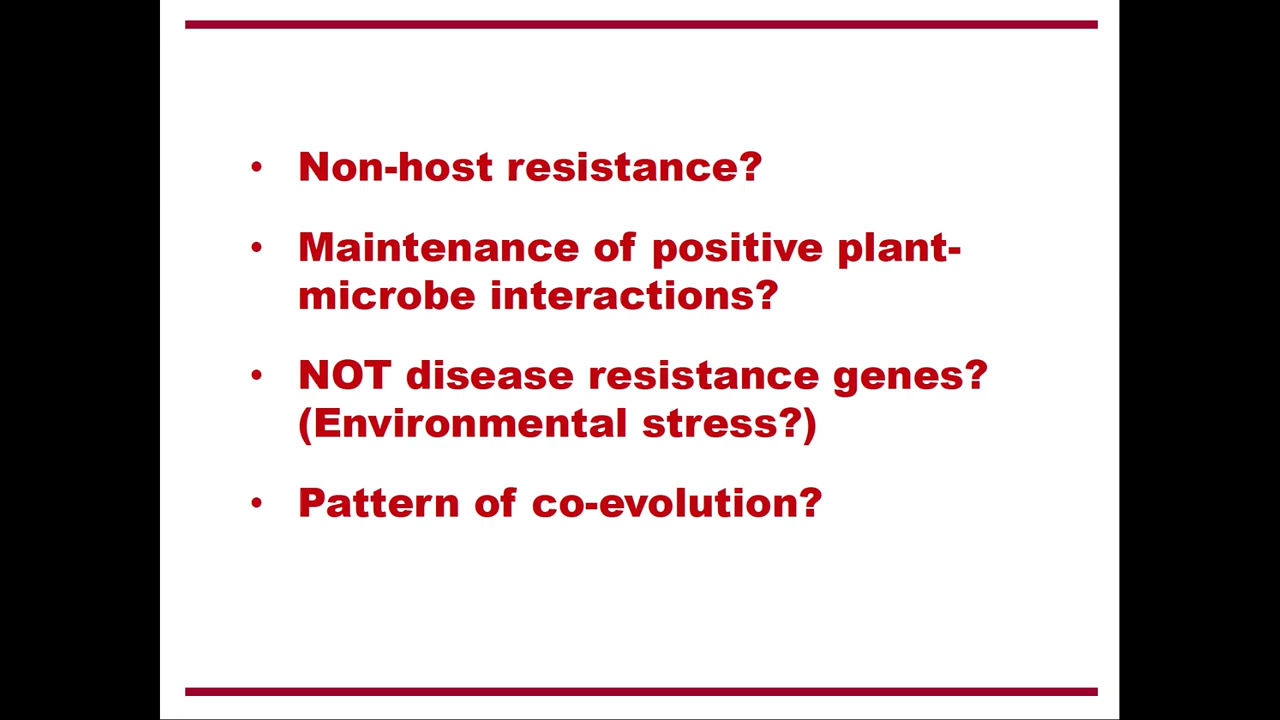 • Non-host resistance?
• Maintenance of positive plant-
microbe interactions?
• NOT disease resistance genes?
(Environmental stress?)
• Pattern of co-evolution?